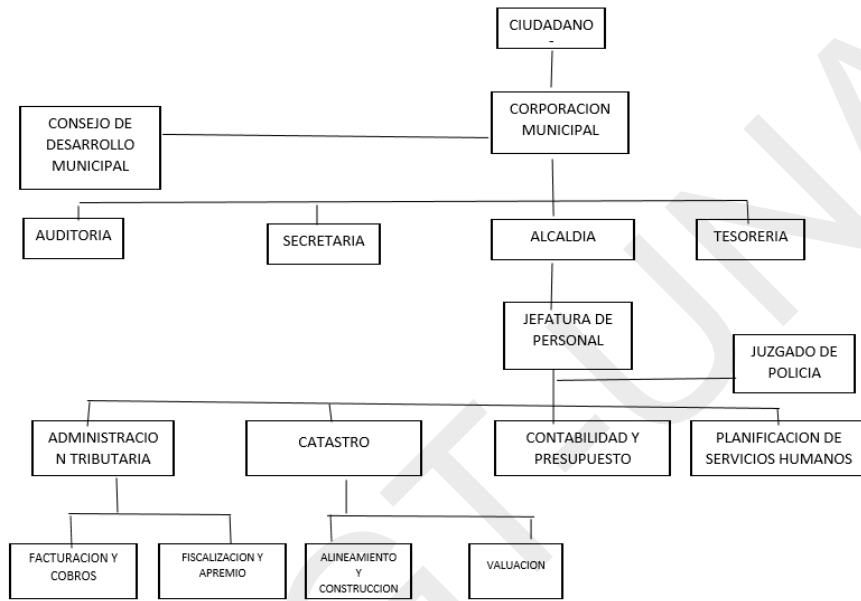 CIUDADANO
-
CORPORACION
MUNICIPAL
CONSEJO DE
DESARROLLO
MUNICIPAL
AUDITORIA
SECRETARIA
ALCALDIA
TESORERIA
JEFATURA DE
PERSONAL
JUZGADO DE
POLICIA
ADMINISTRACIO
N TRIBUTARIA
CATASTRO
CONTABILIDAD Y
PRESUPUESTO
PLANIFICACION DE
SERVICIOS HUMANOS
FACTURACION Y
COBROS
FISCALIZACION Y
APREMIO
ALINEAMIENTO
Y
CONSTRUCCION
VALUACION